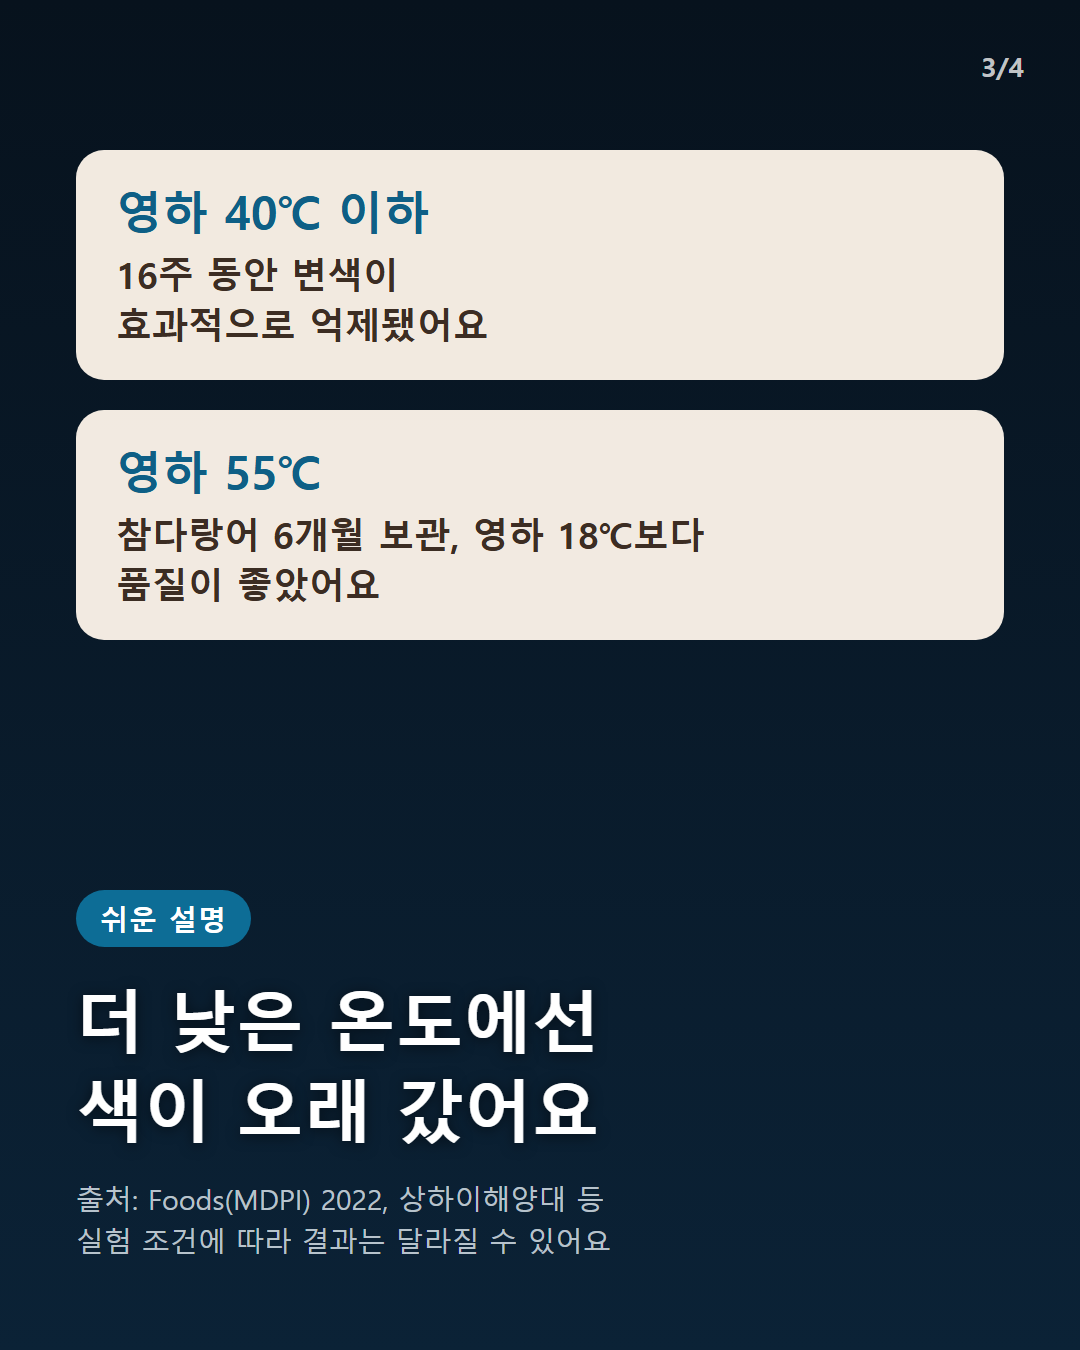 3/4
영하 40℃ 이하
16주 동안 변색이
효과적으로 억제됐어요
영하 55℃
참다랑어 6개월 보관, 영하 18℃보다
품질이 좋았어요
쉬운 설명
더 낮은 온도에선
색이 오래 갔어요
출처: Foods(MDPI) 2022, 상하이해양대 등
실험 조건에 따라 결과는 달라질 수 있어요